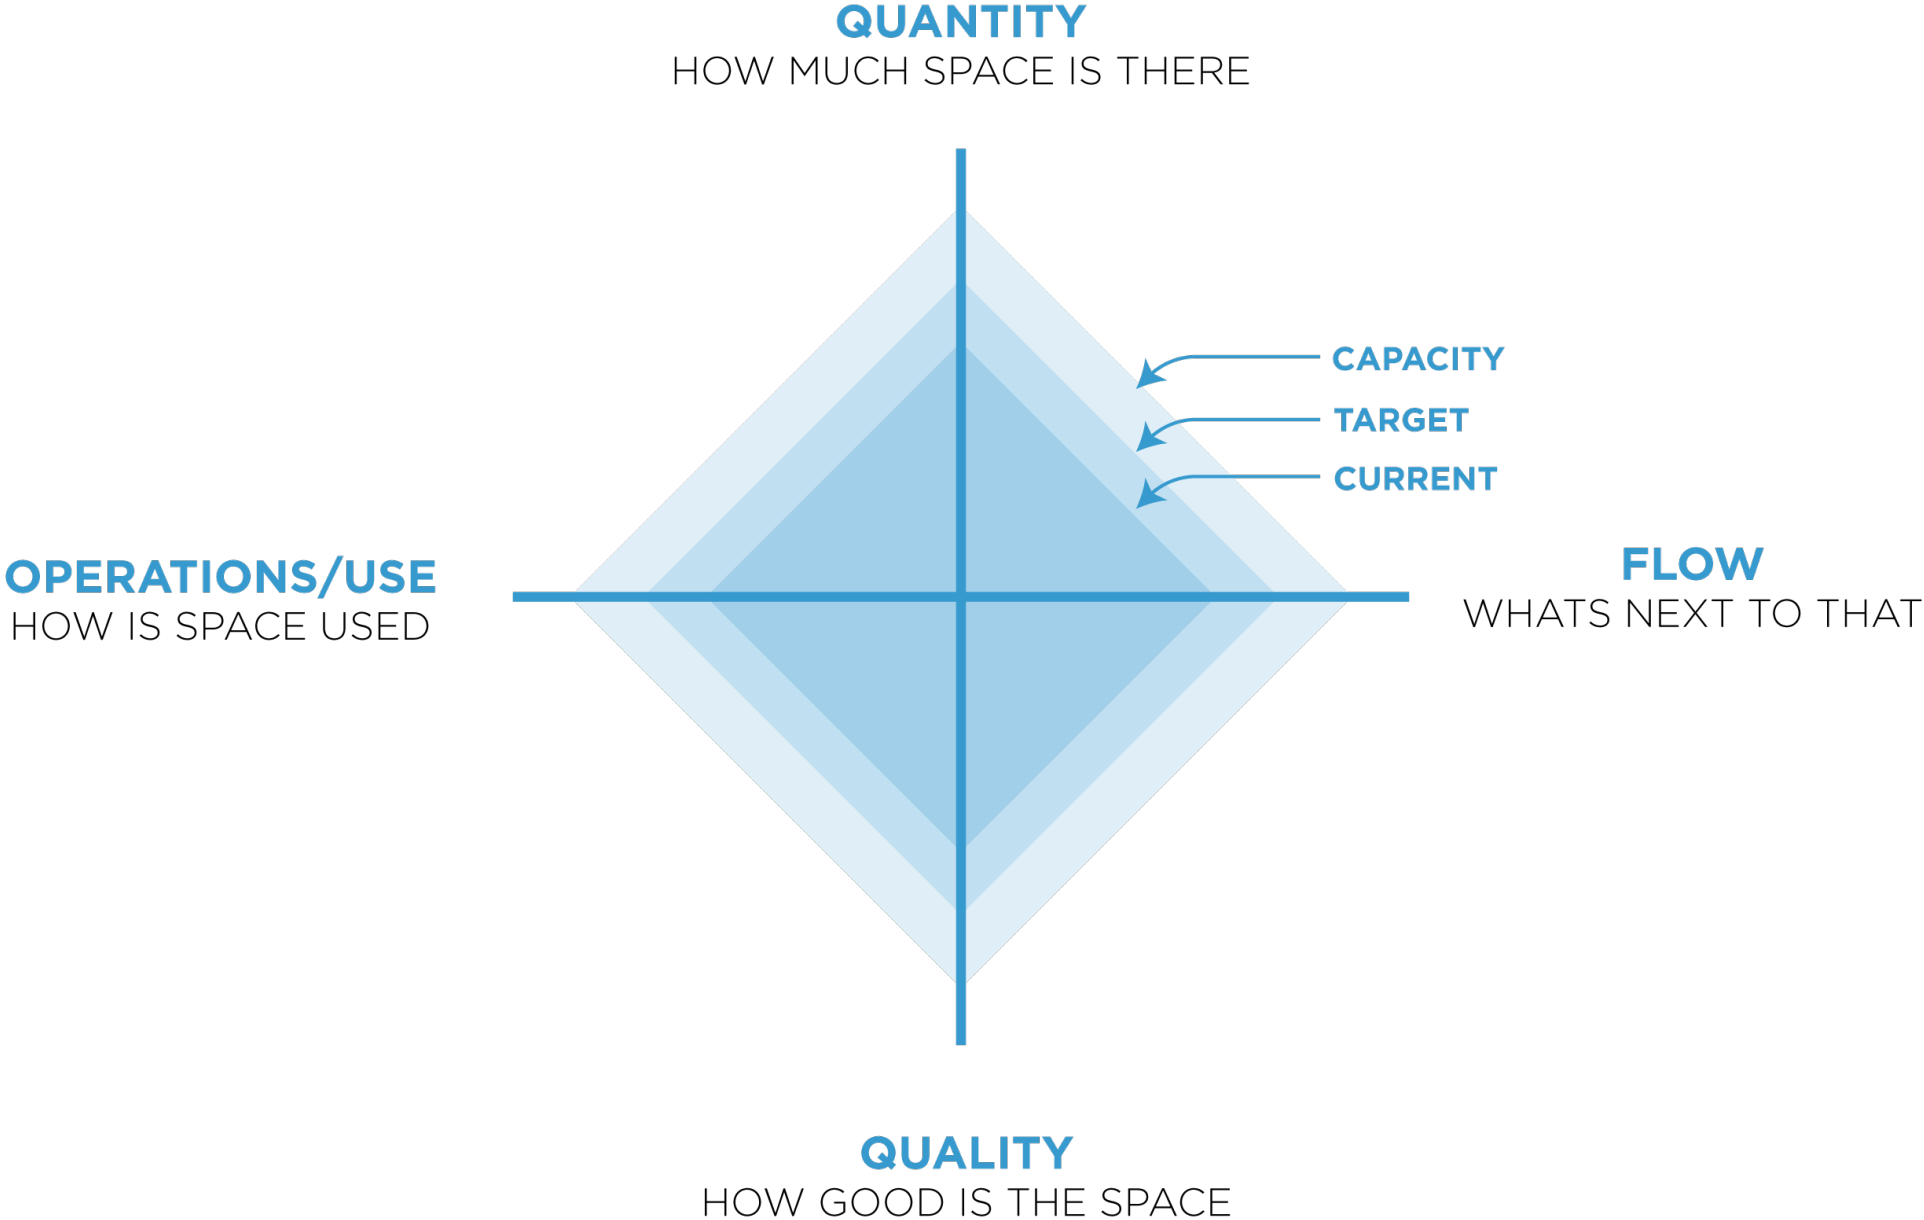 QUANTITY
HOW MUCH SPACE IS THERE
CAPACITY
TARGET
CURRENT
OPERATIONS/USE
HOW IS SPACE USED
FLOW
WHATS NEXT TO THAT
QUALITY
HOW GOOD IS THE SPACE